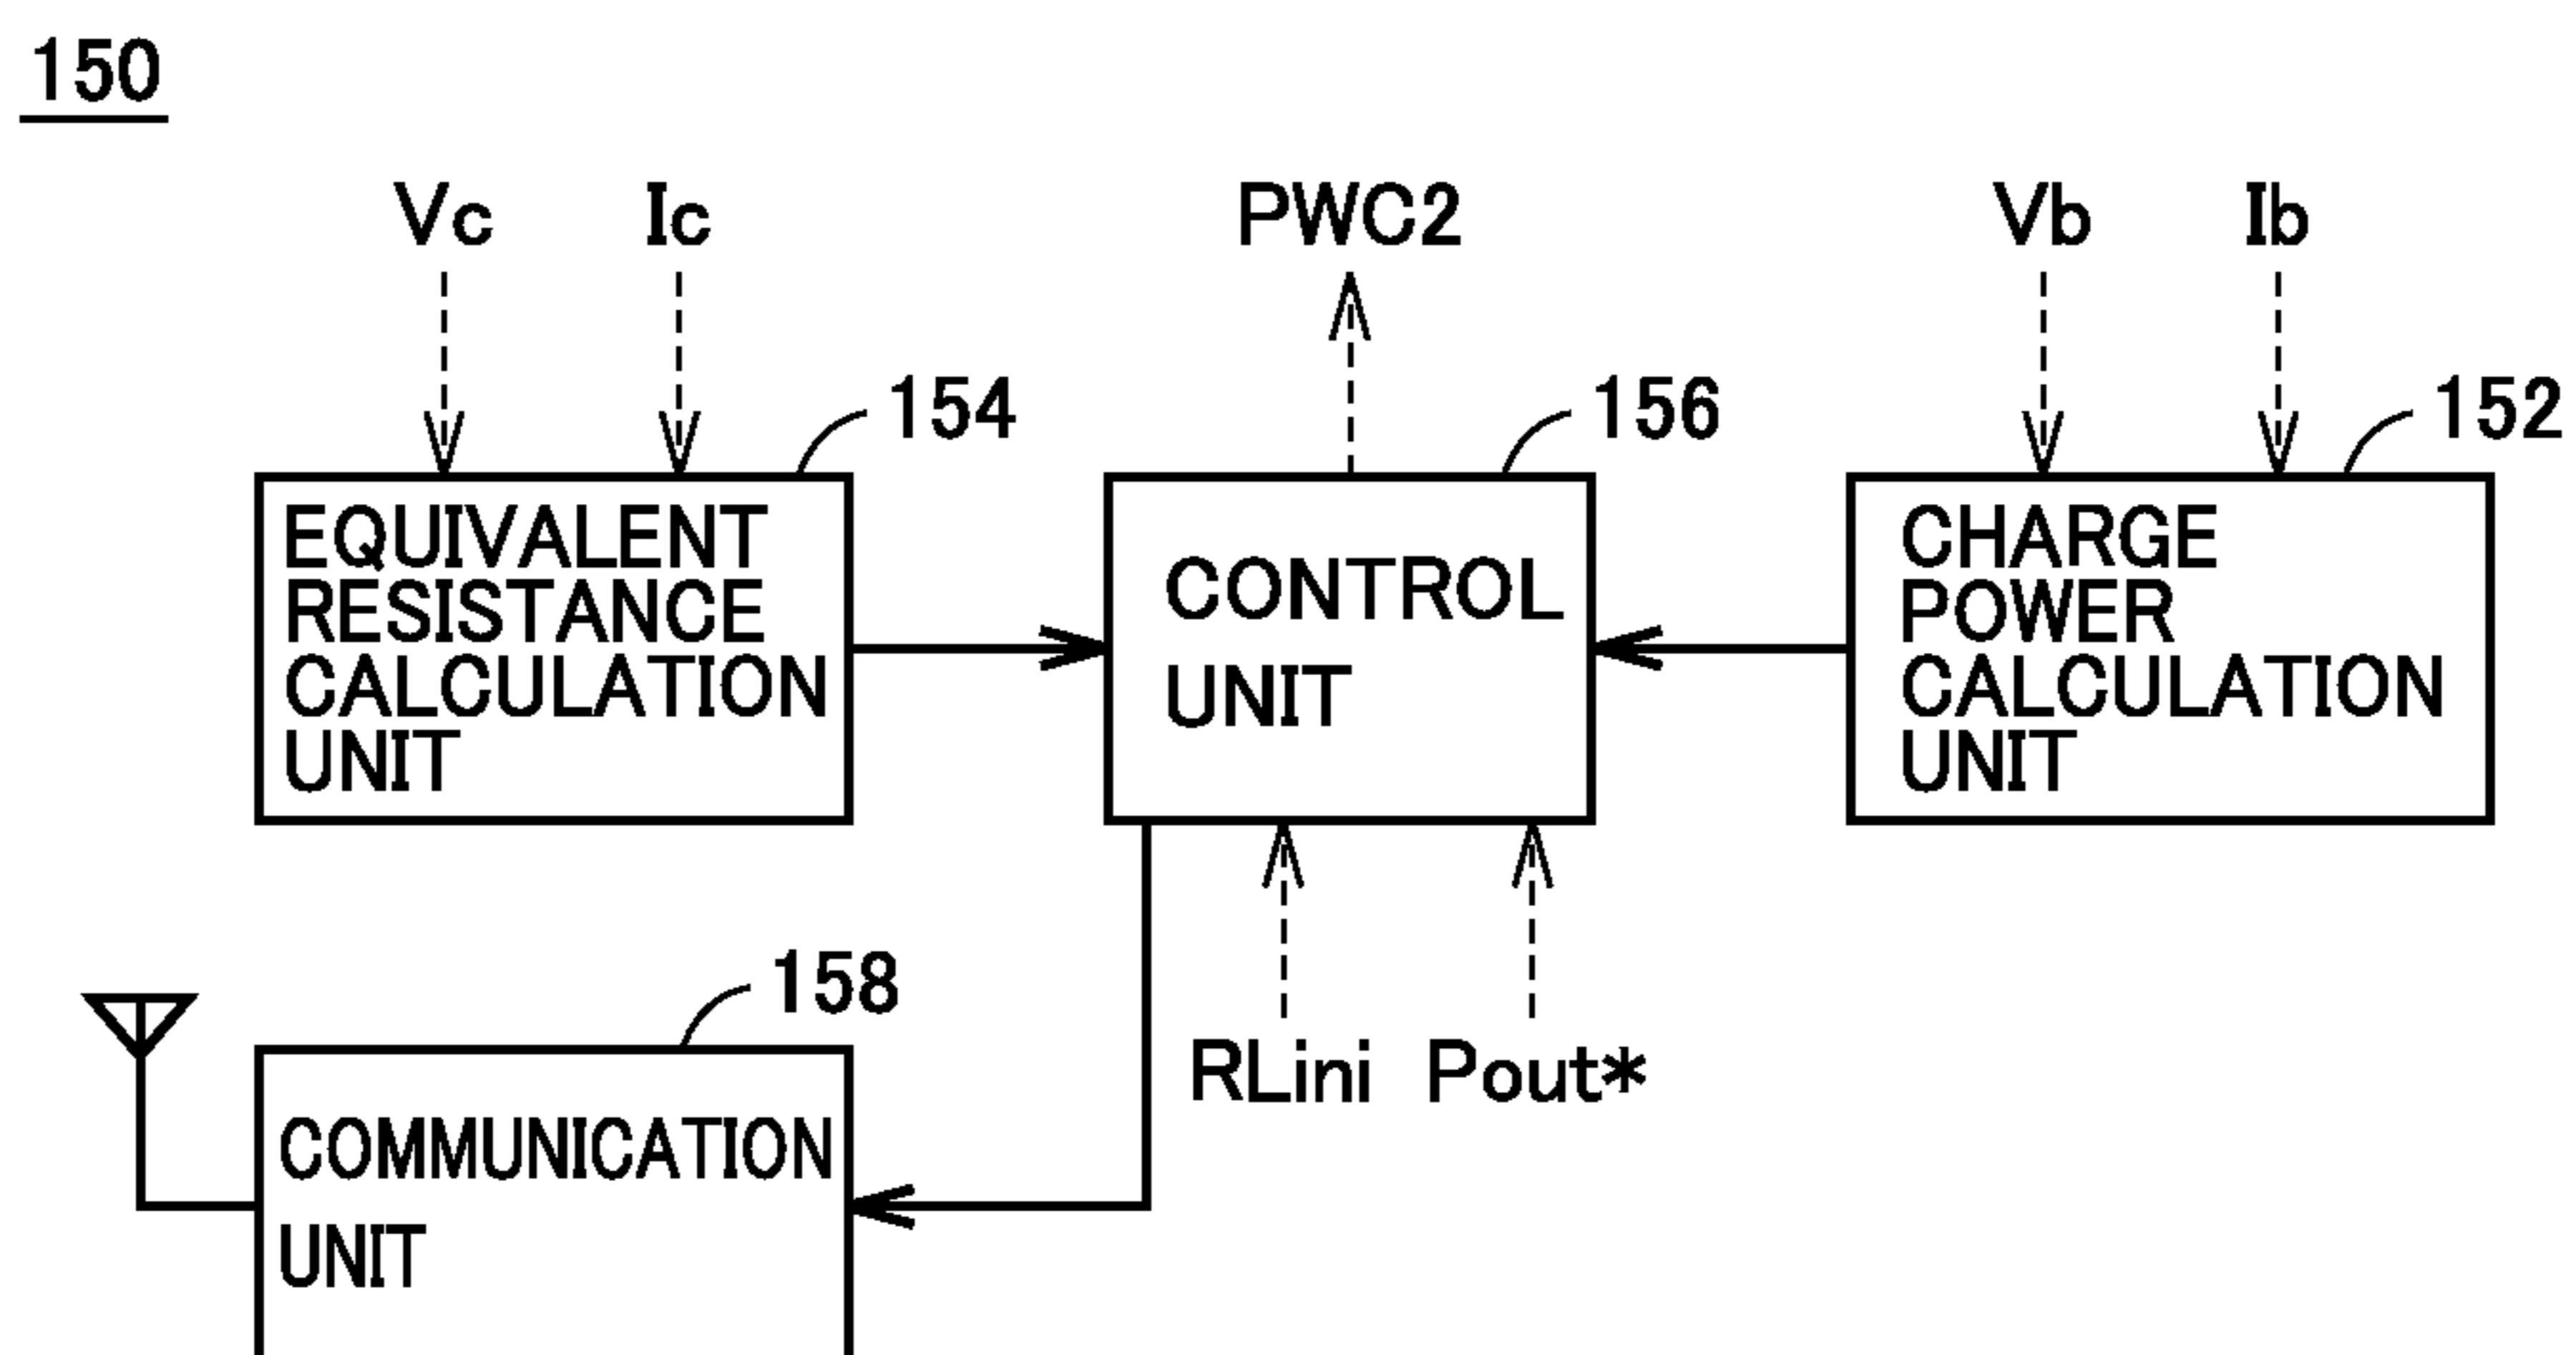 150
Vc Ic PWC2 Vb Ib
154 156 152
EQUIVALENT
RESISTANCE
CALCULATION
UNIT
CONTROL
UNIT
CHARGE
POWER
CALCULATION
UNIT
158
RLini Pout*
COMMUNICATION
UNIT